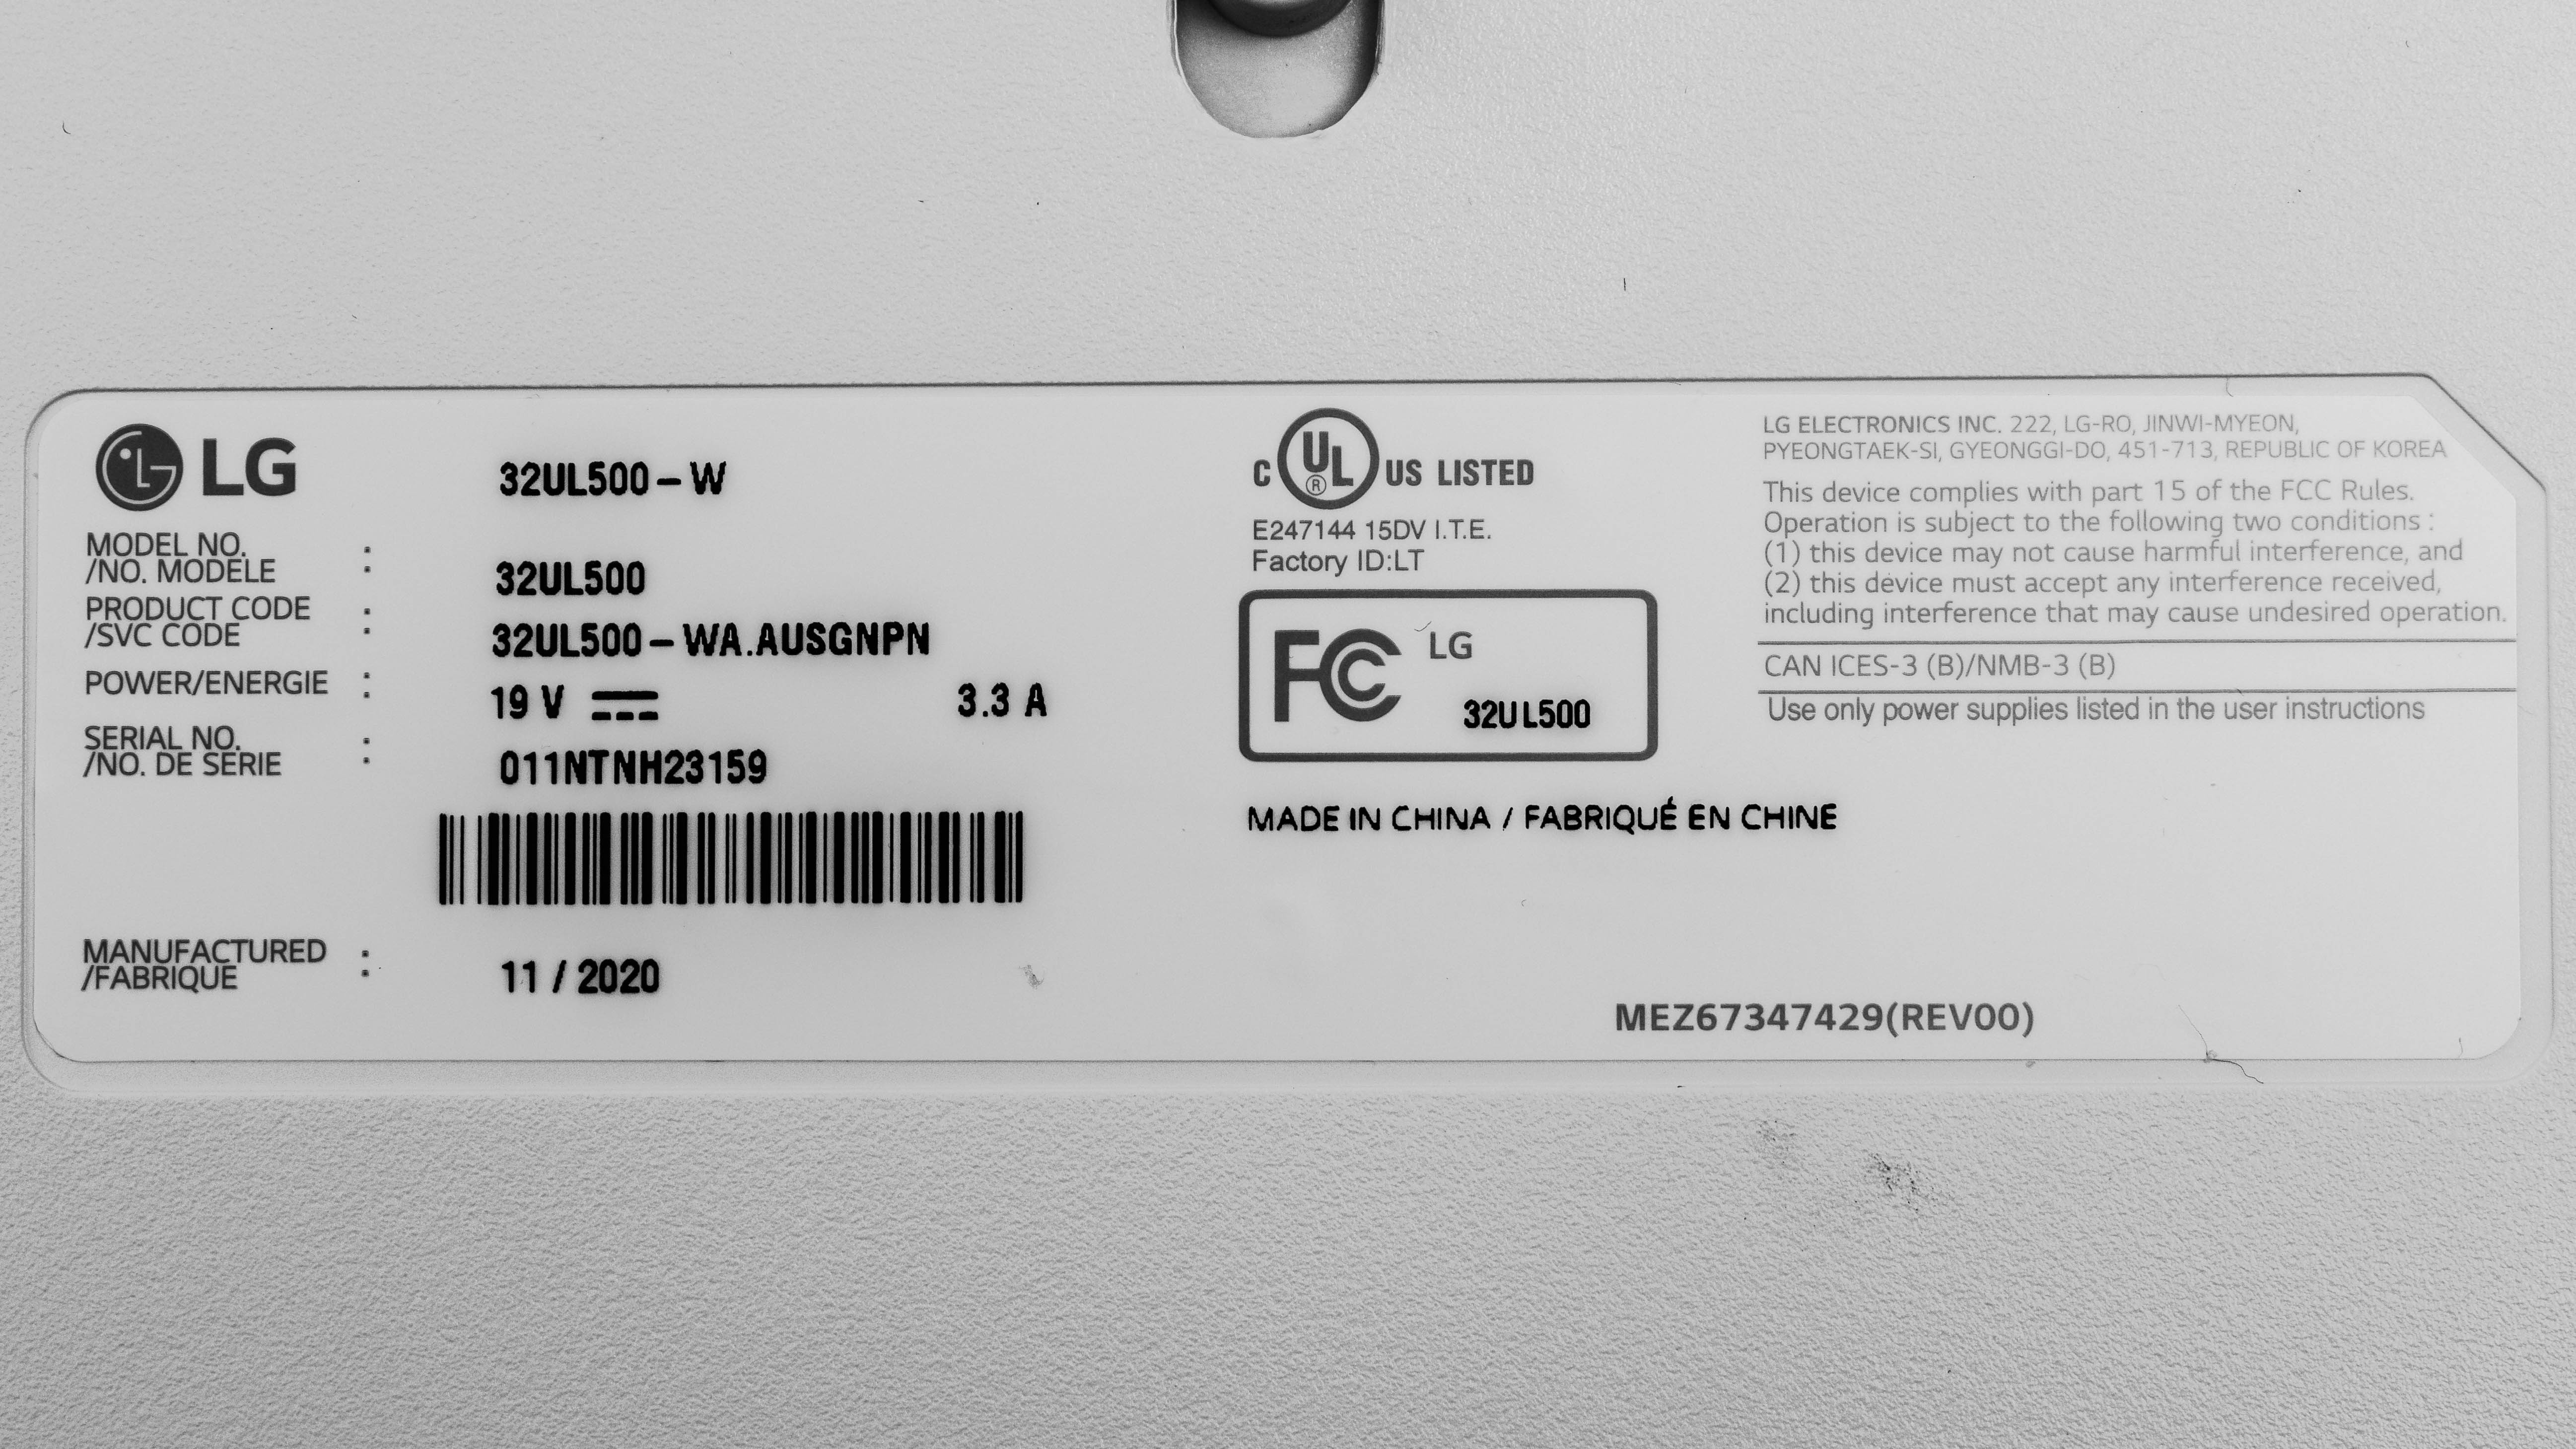 LG
32UL500-W
MODEL NO.
/NO. MODELE : 32UL500
PRODUCT CODE
/SVC CODE : 32UL500-WA.AUSGNPN
POWER/ENERGIE : 19 V 3.3 A
SERIAL NO.
/NO. DE SERIE : 011NTNH23159
MANUFACTURED
/FABRIQUE : 11 / 2020
C UL ® US LISTED
E247144 15DV I.T.E.
Factory ID:LT
FC LG
32UL500
MADE IN CHINA / FABRIQUÉ EN CHINE
LG ELECTRONICS INC. 222, LG-RO, JINWI-MYEON,
PYEONGTAEK-SI, GYEONGGI-DO, 451-713, REPUBLIC OF KOREA
This device complies with part 15 of the FCC Rules.
Operation is subject to the following two conditions :
(1) this device may not cause harmful interference, and
(2) this device must accept any interference received,
including interference that may cause undesired operation.
CAN ICES-3 (B)/NMB-3 (B)
Use only power supplies listed in the user instructions
MEZ67347429(REV00)